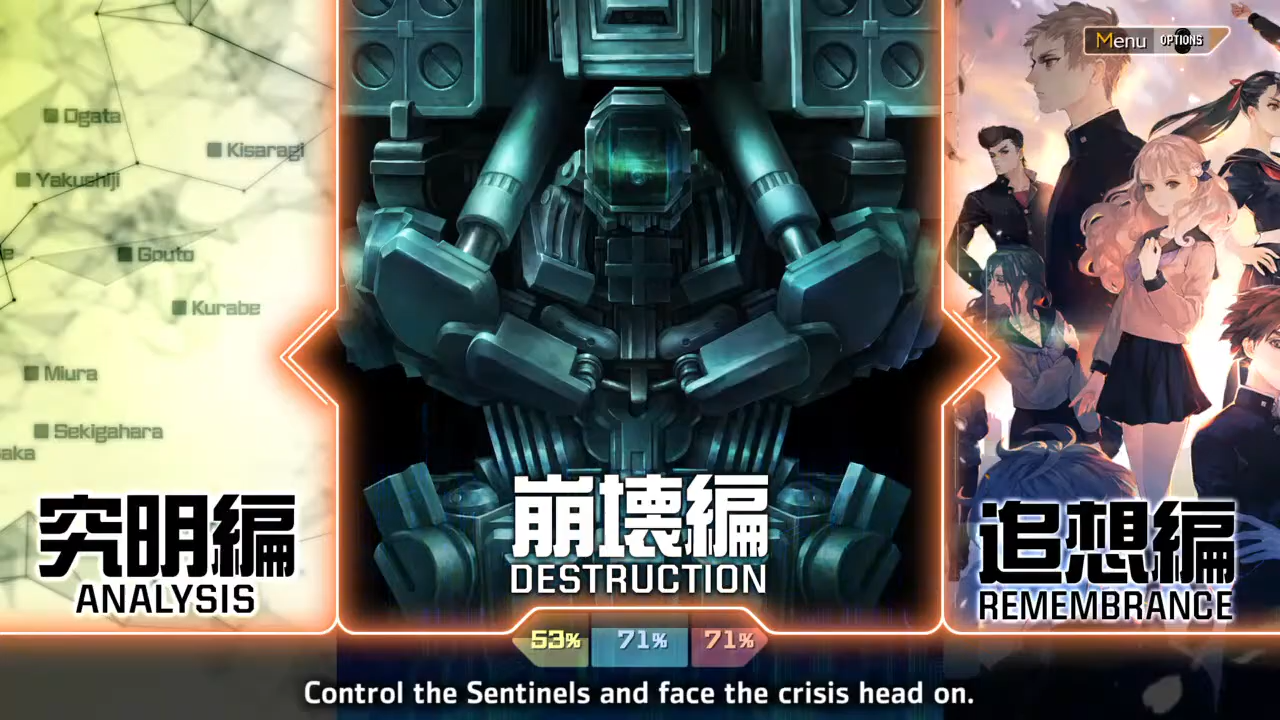 Menu OPTIONS
Ogata
Kisaragi
Yakushiji
Gouto
Kurabe
Miura
Sekigahara
究明編
ANALYSIS
崩壊編
DESTRUCTION
追想編
REMEMBRANCE
53% 71% 71%
Control the Sentinels and face the crisis head on.